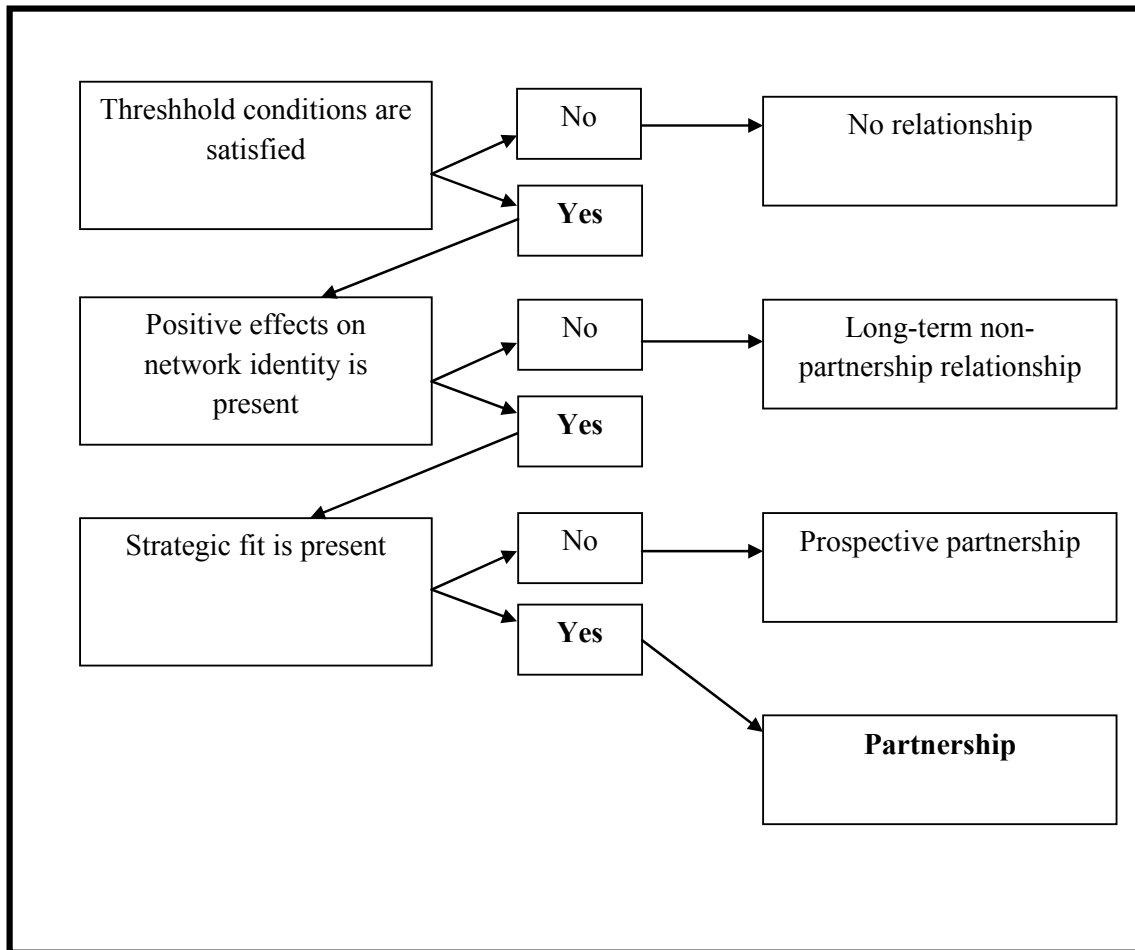 Threshhold conditions are
satisfied
No
No relationship
Yes
Positive effects on
network identity is
present
No
Long-term non-
partnership relationship
Yes
Strategic fit is present
No
Prospective partnership
Yes
Partnership